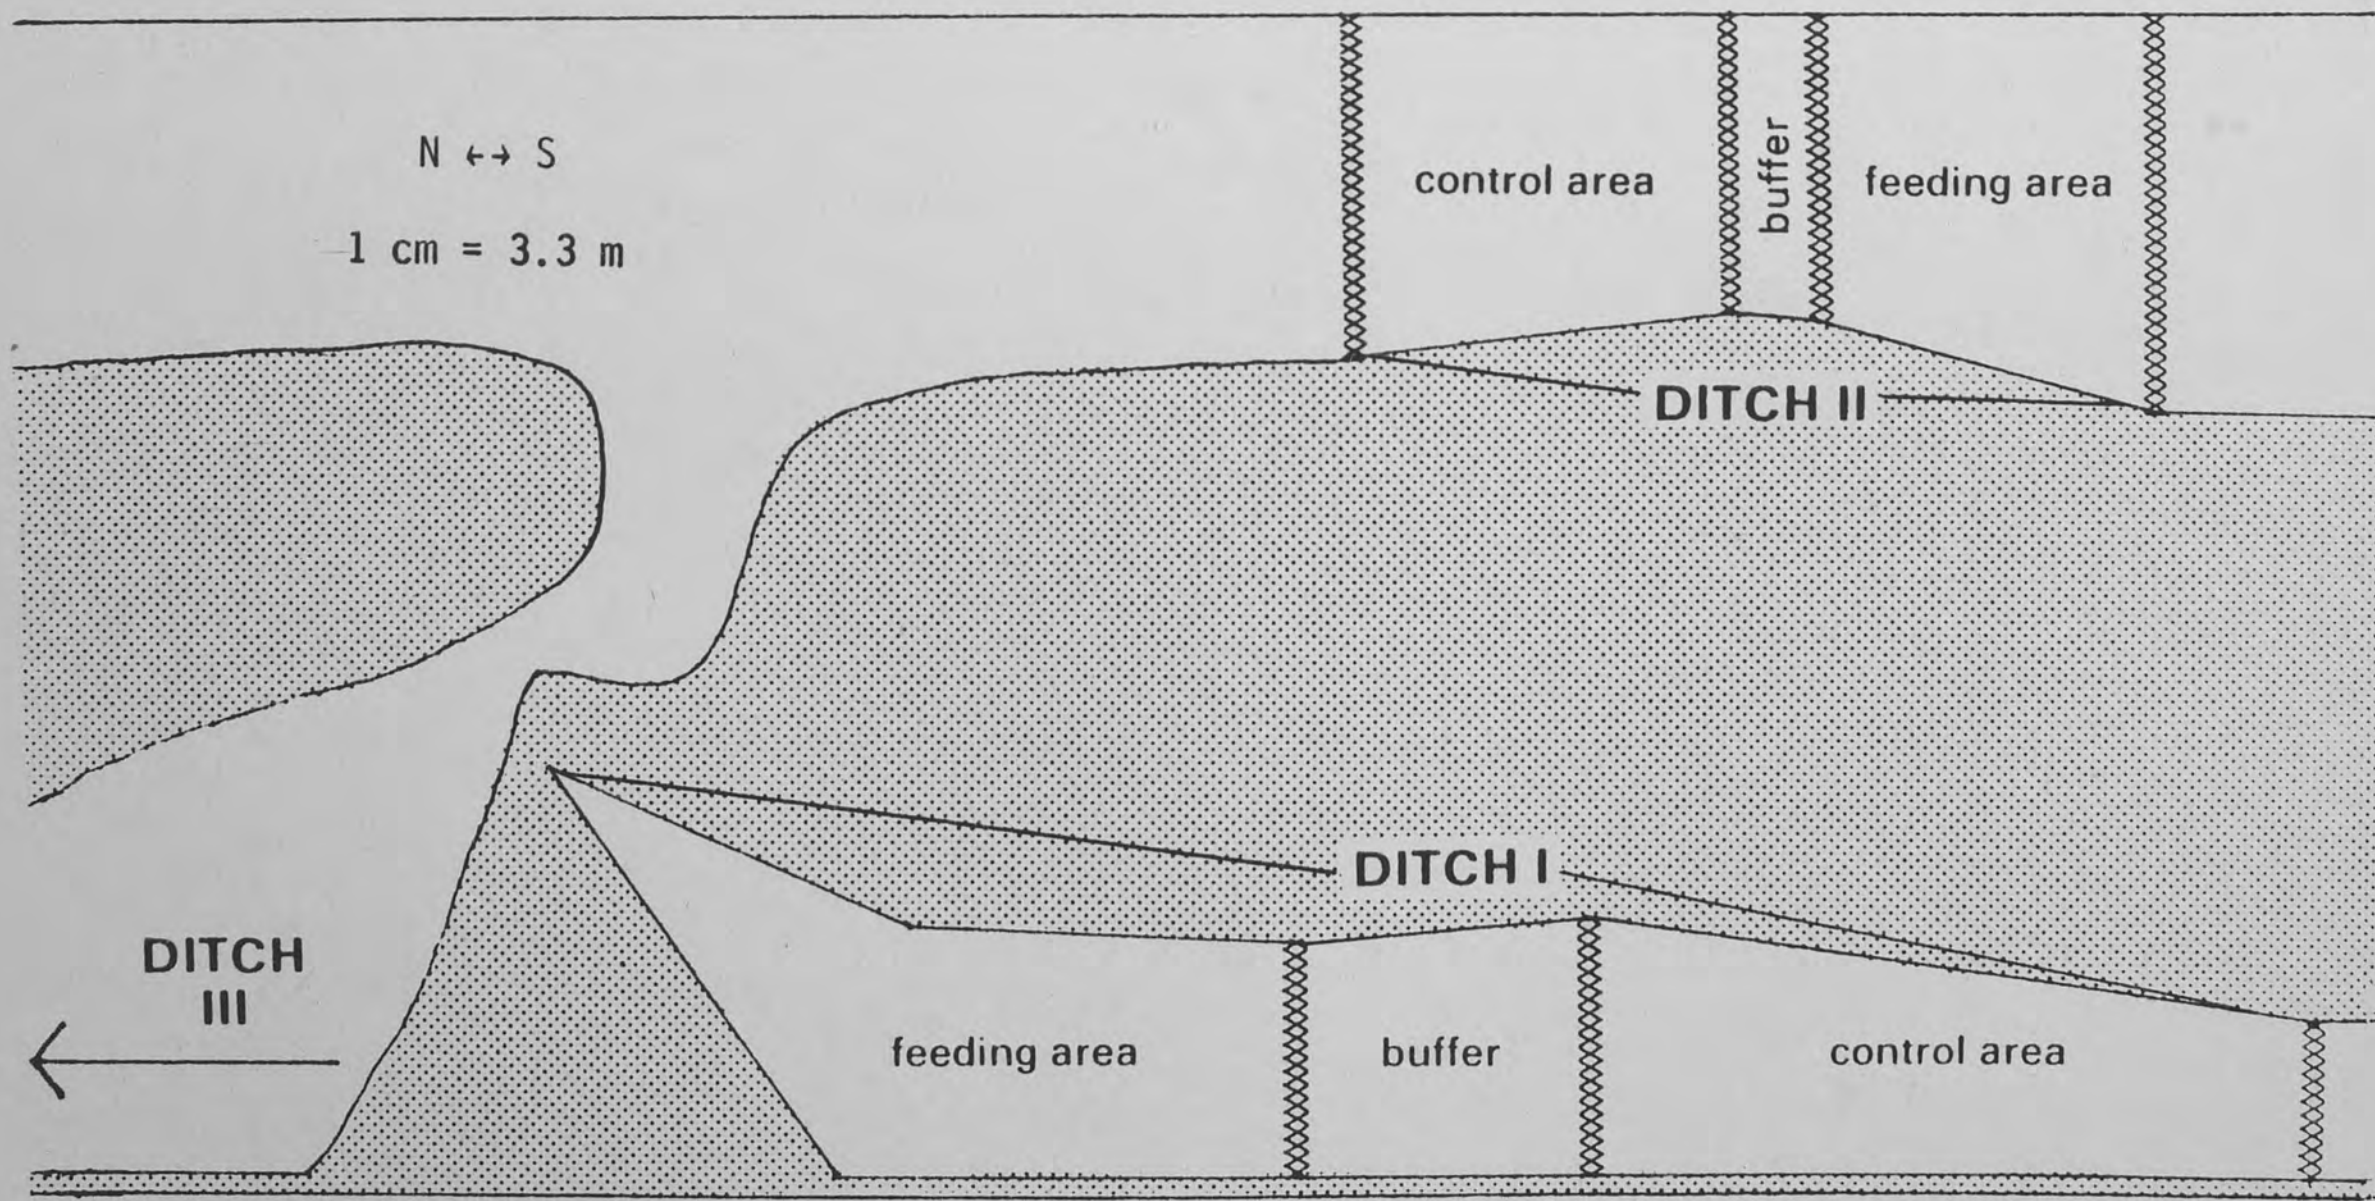 N ↔ S
1 cm = 3.3 m
control area
buffer
feeding area
DITCH II
DITCH I
DITCH
III
feeding area
buffer
control area